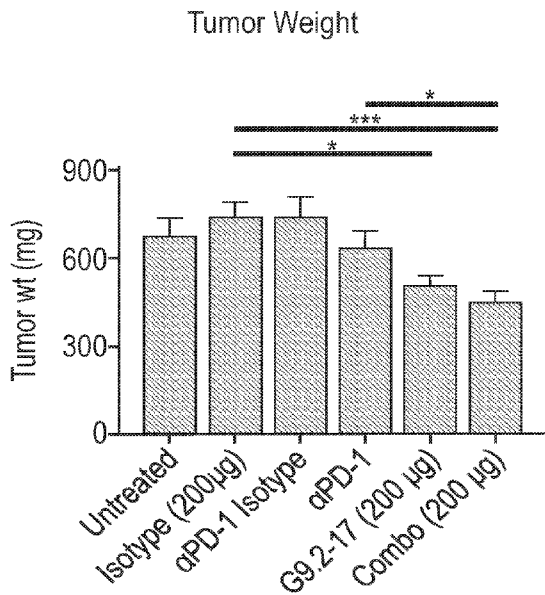 Tumor Weight
*
***
*
Tumor wt (mg)
900
600
300
0
Untreated
Isotype (200µg)
αPD-1 Isotype
αPD-1
G9.2-17 (200 µg)
Combo (200 µg)